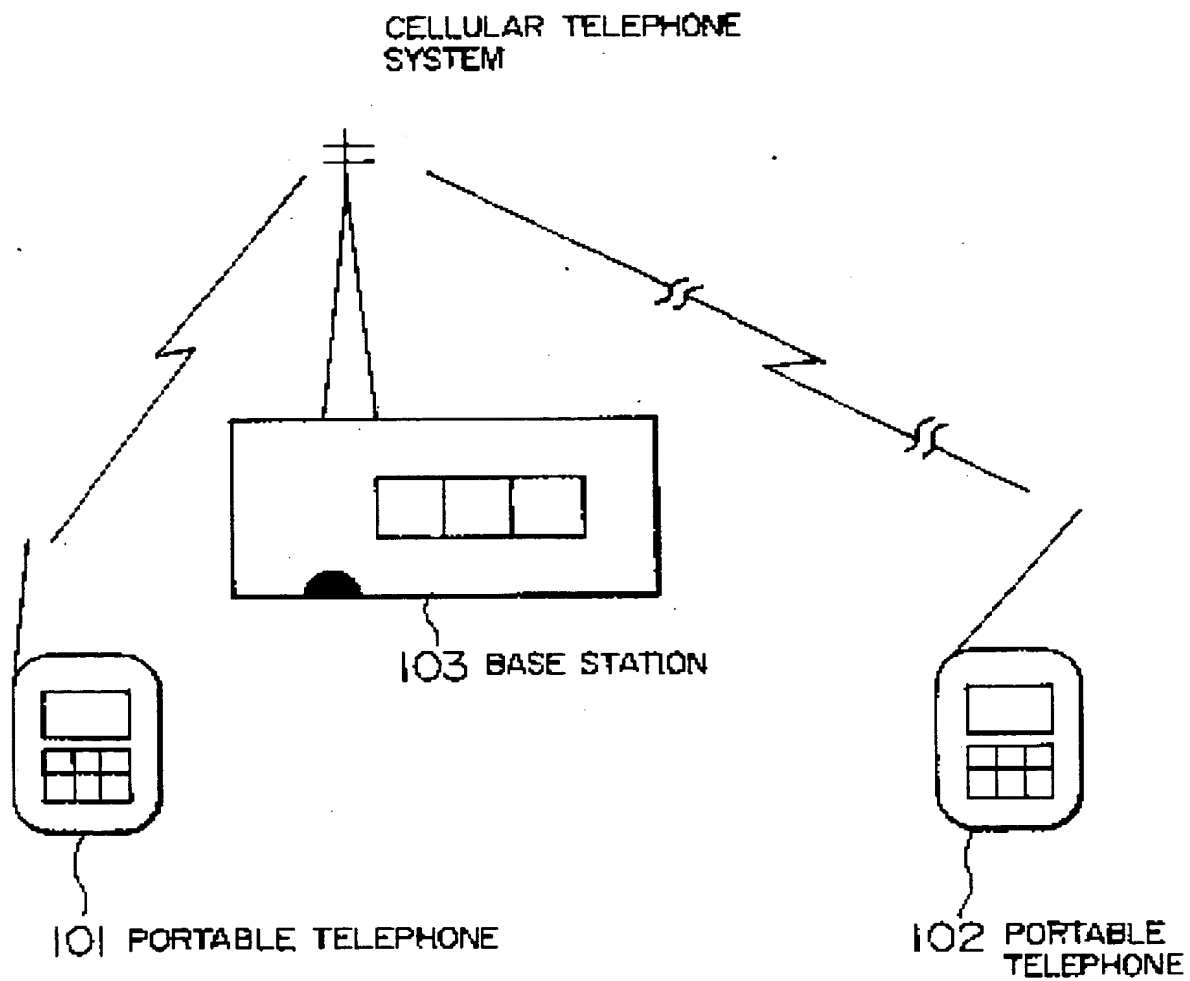 CELLULAR TELEPHONE
SYSTEM
103 BASE STATION
101 PORTABLE TELEPHONE
102 PORTABLE
TELEPHONE